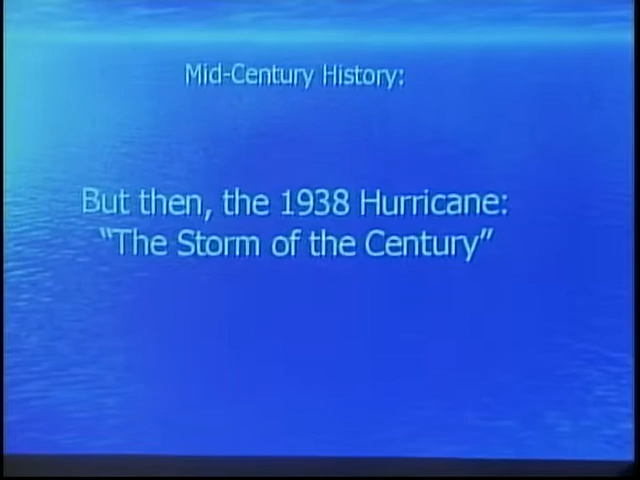 Mid-Century History:
But then, the 1938 Hurricane:
“The Storm of the Century”